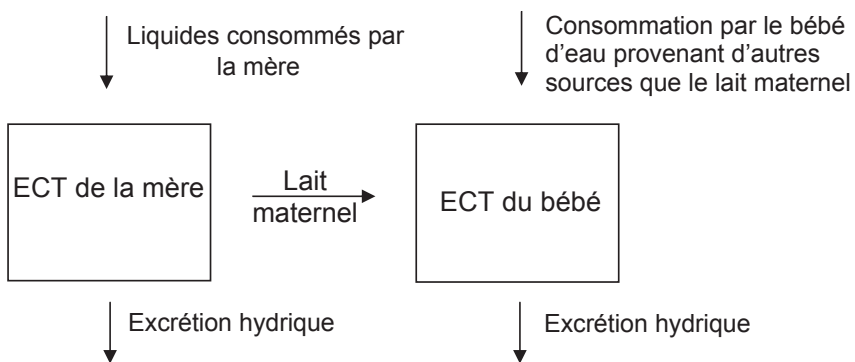 Liquides consommés par
la mère
Consommation par le bébé
d’eau provenant d’autres
sources que le lait maternel
ECT de la mère
Lait
maternel
ECT du bébé
Excrétion hydrique
Excrétion hydrique